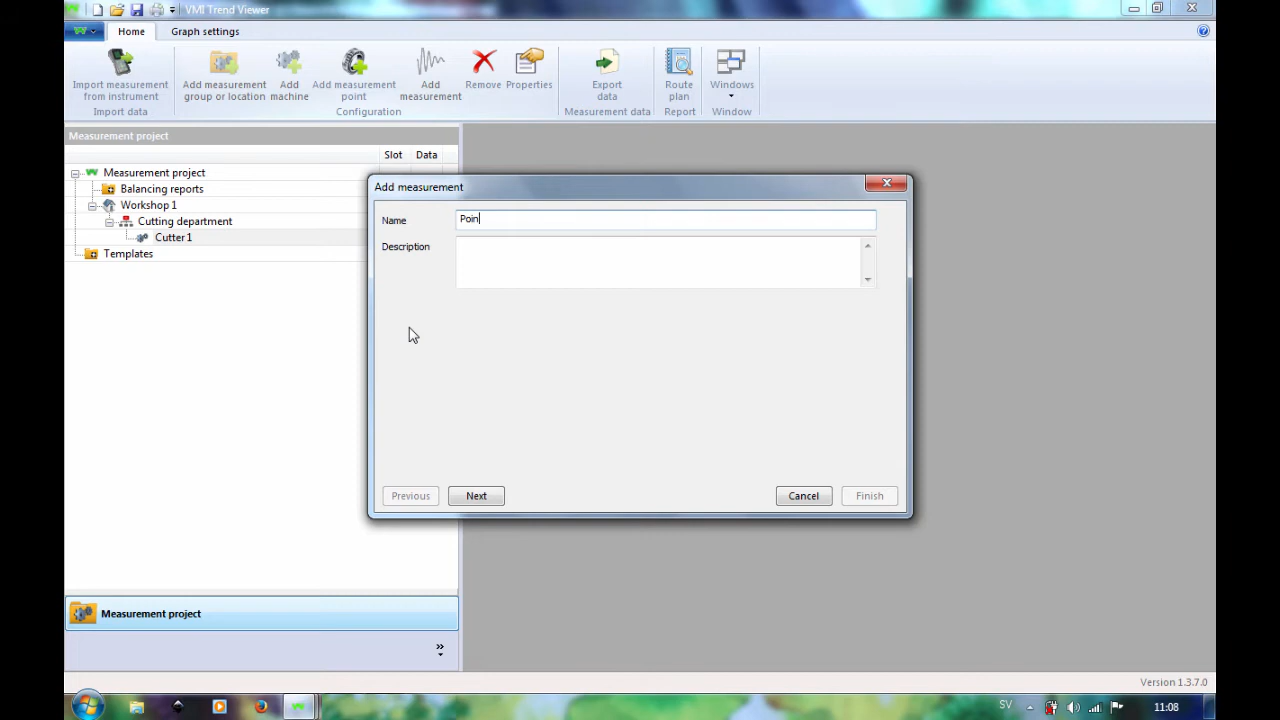 VMI Trend Viewer
Home
Graph settings
Import measurement
from instrument
Add measurement
group or location
Add
machine
Add measurement
point
Add
measurement
Remove
Properties
Export
data
Route
plan
Windows
Import data
Configuration
Measurement data
Report
Window
Measurement project
Slot
Data
Measurement project
Balancing reports
Workshop 1
Cutting department
Cutter 1
Templates
Add measurement
Name
Poin
Description
Previous
Next
Cancel
Finish
Measurement project
Version 1.3.7.0
SV
11:08